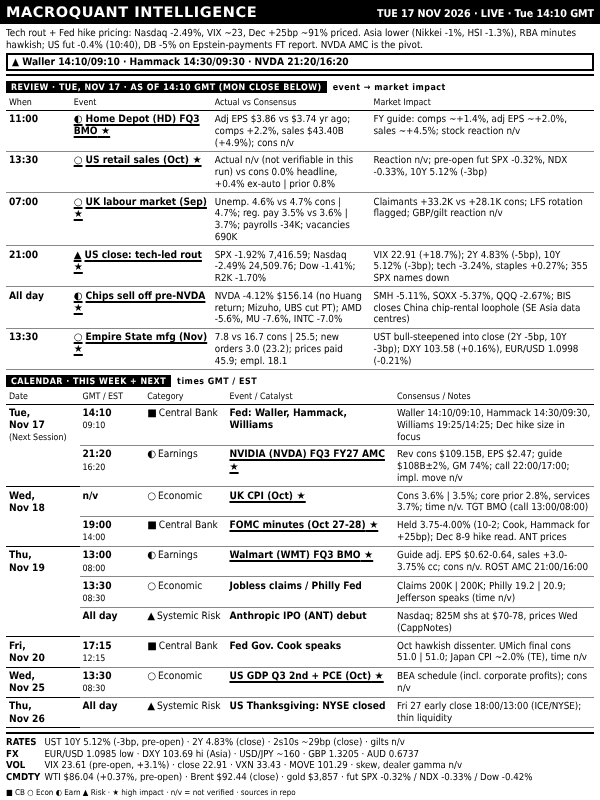 MACROQUANT INTELLIGENCE
TUE 17 NOV 2026 · LIVE · Tue 14:10 GMT
Tech rout + Fed hike pricing: Nasdaq -2.49%, VIX ~23, Dec +25bp ~91% priced. Asia lower (Nikkei -1%, HSI -1.3%), RBA minutes
hawkish; US fut -0.4% (10:40), DB -5% on Epstein-payments FT report. NVDA AMC is the pivot.
▲ Waller 14:10/09:10 · Hammack 14:30/09:30 · NVDA 21:20/16:20
REVIEW · TUE, NOV 17 · AS OF 14:10 GMT (MON CLOSE BELOW) event → market impact
When Event Actual vs Consensus Market Impact
11:00 ◐ Home Depot (HD) FQ3
BMO ★
Adj EPS $3.86 vs $3.74 yr ago;
comps +2.2%, sales $43.40B
(+4.9%); cons n/v
FY guide: comps ~+1.4%, adj EPS ~+2.0%,
sales ~+4.5%; stock reaction n/v
13:30 ○ US retail sales (Oct) ★
Actual n/v (not verifiable in this
run) vs cons 0.0% headline,
+0.4% ex-auto | prior 0.8%
Reaction n/v; pre-open fut SPX -0.32%, NDX
-0.33%, 10Y 5.12% (-3bp)
07:00 ○ UK labour market (Sep)
★
Unemp. 4.6% vs 4.7% cons |
4.7%; reg. pay 3.5% vs 3.6% |
3.7%; payrolls -34K; vacancies
690K
Claimants +33.2K vs +28.1K cons; LFS rotation
flagged; GBP/gilt reaction n/v
21:00 ▲ US close: tech-led rout
★
SPX -1.92% 7,416.59; Nasdaq
-2.49% 24,509.76; Dow -1.41%;
R2K -1.70%
VIX 22.91 (+18.7%); 2Y 4.83% (-5bp), 10Y
5.12% (-3bp); tech -3.24%, staples +0.27%; 355
SPX names down
All day ◐ Chips sell off pre-NVDA
★
NVDA -4.12% $156.14 (no Huang
return; Mizuho, UBS cut PT); AMD
-5.6%, MU -7.6%, INTC -7.0%
SMH -5.11%, SOXX -5.37%, QQQ -2.67%; BIS
closes China chip-rental loophole (SE Asia data
centres)
13:30 ○ Empire State mfg (Nov)
★
7.8 vs 16.7 cons | 25.5; new
orders 3.0 (23.2); prices paid
45.9; empl. 18.1
UST bull-steepened into close (2Y -5bp, 10Y
-3bp); DXY 103.58 (+0.16%), EUR/USD 1.0998
(-0.21%)
CALENDAR · THIS WEEK + NEXT times GMT / EST
Date GMT / EST Category Event / Catalyst Consensus / Notes
Tue,
Nov 17
(Next Session)
14:10
09:10
■ Central Bank
Fed: Waller, Hammack,
Williams
Waller 14:10/09:10, Hammack 14:30/09:30,
Williams 19:25/14:25; Dec hike size in
focus
21:20
16:20
◐ Earnings
NVIDIA (NVDA) FQ3 FY27 AMC
★
Rev cons $109.15B, EPS $2.47; guide
$108B±2%, GM 74%; call 22:00/17:00;
impl. move n/v
Wed,
Nov 18
n/v ○ Economic UK CPI (Oct) ★
Cons 3.6% | 3.5%; core prior 2.8%, services
3.7%; time n/v. TGT BMO (call 13:00/08:00)
19:00
14:00
■ Central Bank FOMC minutes (Oct 27-28) ★
Held 3.75-4.00% (10-2; Cook, Hammack for
+25bp); Dec 8-9 hike read. ANT prices
Thu,
Nov 19
13:00
08:00
◐ Earnings Walmart (WMT) FQ3 BMO ★
Guide adj. EPS $0.62-0.64, sales +3.0-
3.75% cc; cons n/v. ROST AMC 21:00/16:00
13:30
08:30
○ Economic Jobless claims / Philly Fed
Claims 200K | 200K; Philly 19.2 | 20.9;
Jefferson speaks (time n/v)
All day ▲ Systemic Risk Anthropic IPO (ANT) debut
Nasdaq; 825M shs at $70-78, prices Wed
(CappNotes)
Fri,
Nov 20
17:15
12:15
■ Central Bank Fed Gov. Cook speaks
Oct hawkish dissenter. UMich final cons
51.0 | 51.0; Japan CPI ~2.0% (TE), time n/v
Wed,
Nov 25
13:30
08:30
○ Economic US GDP Q3 2nd + PCE (Oct) ★
BEA schedule (incl. corporate profits); cons
n/v
Thu,
Nov 26
All day ▲ Systemic Risk US Thanksgiving: NYSE closed
Fri 27 early close 18:00/13:00 (ICE/NYSE);
thin liquidity
RATES UST 10Y 5.12% (-3bp, pre-open) · 2Y 4.83% (close) · 2s10s ~29bp (close) · gilts n/v
FX EUR/USD 1.0985 low · DXY 103.69 hi (Asia) · USD/JPY ~160 · GBP 1.3205 · AUD 0.6737
VOL VIX 23.61 (pre-open, +3.1%) · close 22.91 · VXN 33.43 · MOVE 101.29 · skew, dealer gamma n/v
CMDTY WTI $86.04 (+0.37%, pre-open) · Brent $92.44 (close) · gold $3,857 · fut SPX -0.32% / NDX -0.33% / Dow -0.42%
■ CB ○ Econ ◐ Earn ▲ Risk · ★ high impact · n/v = not verified · sources in repo